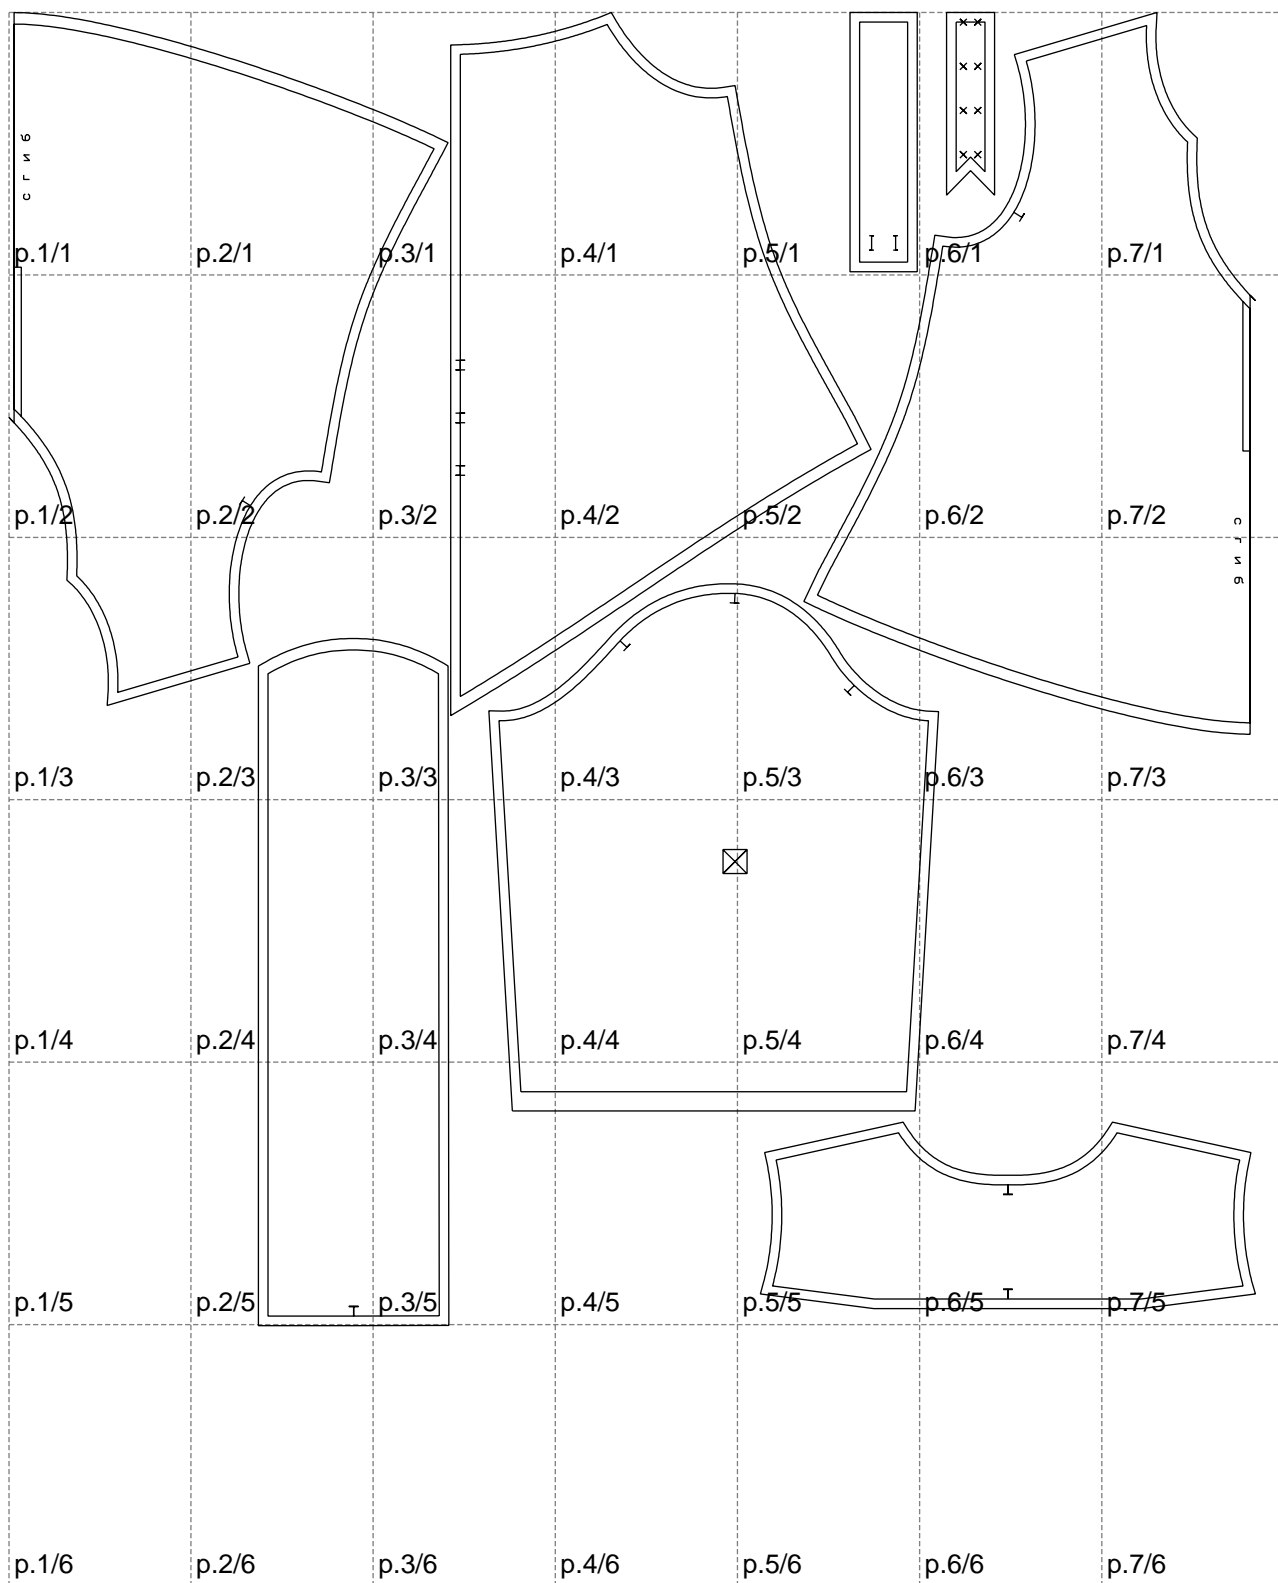 сгиб
p.1/1 p.2/1 p.3/1 p.4/1 p.5/1 p.6/1 p.7/1
p.1/2 p.2/2 p.3/2 p.4/2 p.5/2 p.6/2 p.7/2
сгиб
p.1/3 p.2/3 p.3/3 p.4/3 p.5/3 p.6/3 p.7/3
p.1/4 p.2/4 p.3/4 p.4/4 p.5/4 p.6/4 p.7/4
p.1/5 p.2/5 p.3/5 p.4/5 p.5/5 p.6/5 p.7/5
p.1/6 p.2/6 p.3/6 p.4/6 p.5/6 p.6/6 p.7/6